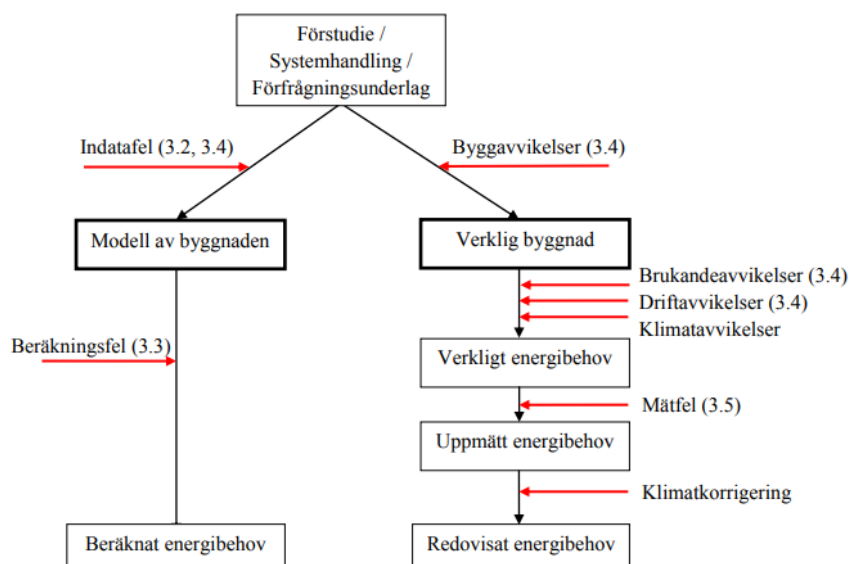 Förstudie /
Systemhandling /
Förfrågningsunderlag
Indatafel (3.2, 3.4)
Byggavvikelser (3.4)
Modell av byggnaden
Verklig byggnad
Brukandeavvikelser (3.4)
Driftavvikelser (3.4)
Klimatavvikelser
Beräkningsfel (3.3)
Verkligt energibehov
Mätfel (3.5)
Uppmätt energibehov
Klimatkorrigering
Beräknat energibehov
Redovisat energibehov